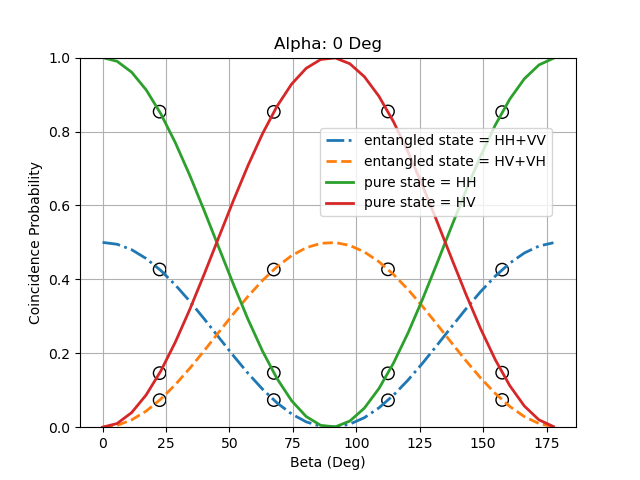 Alpha: 0 Deg
1.0
0.8
0.6
0.4
0.2
0.0
Coincidence Probability
entangled state = HH+VV
entangled state = HV+VH
pure state = HH
pure state = HV
0 25 50 75 100 125 150 175
Beta (Deg)